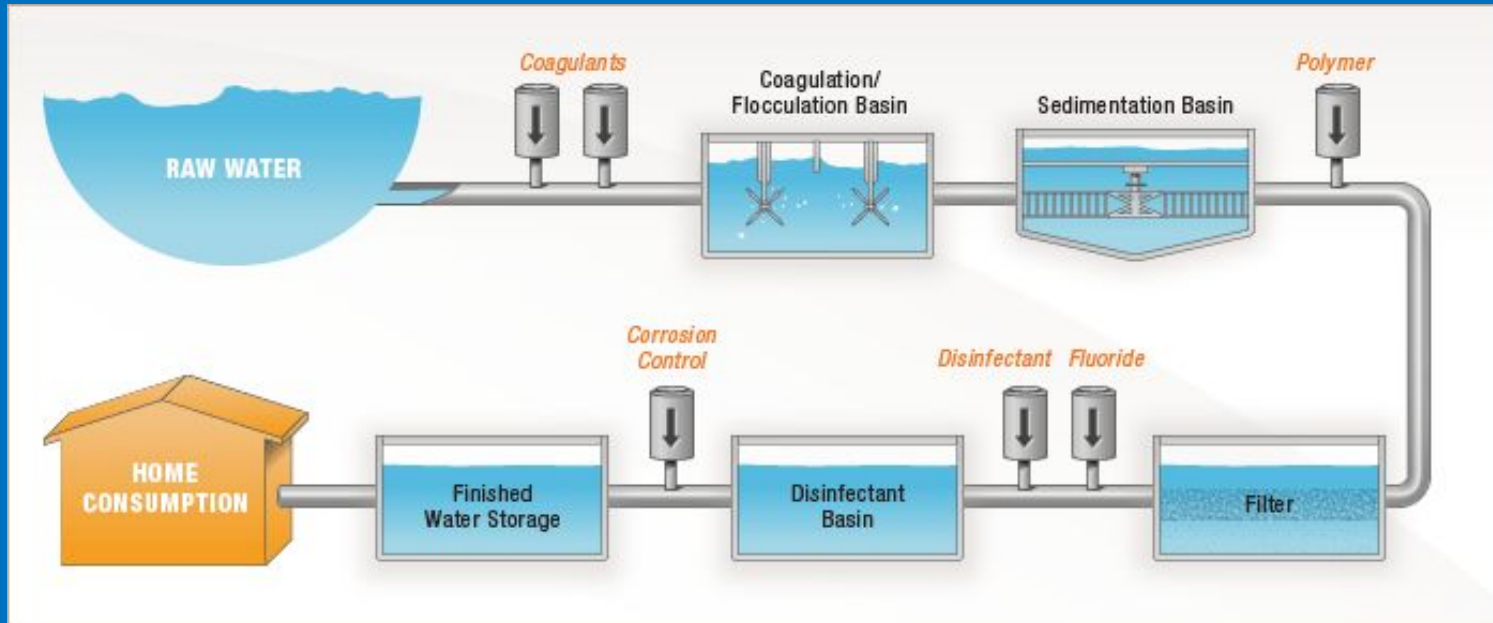 Coagulants
Coagulation/
Flocculation Basin
Sedimentation Basin
Polymer
RAW WATER
Corrosion
Control
Disinfectant
Fluoride
HOME
CONSUMPTION
Finished
Water Storage
Disinfectant
Basin
Filter